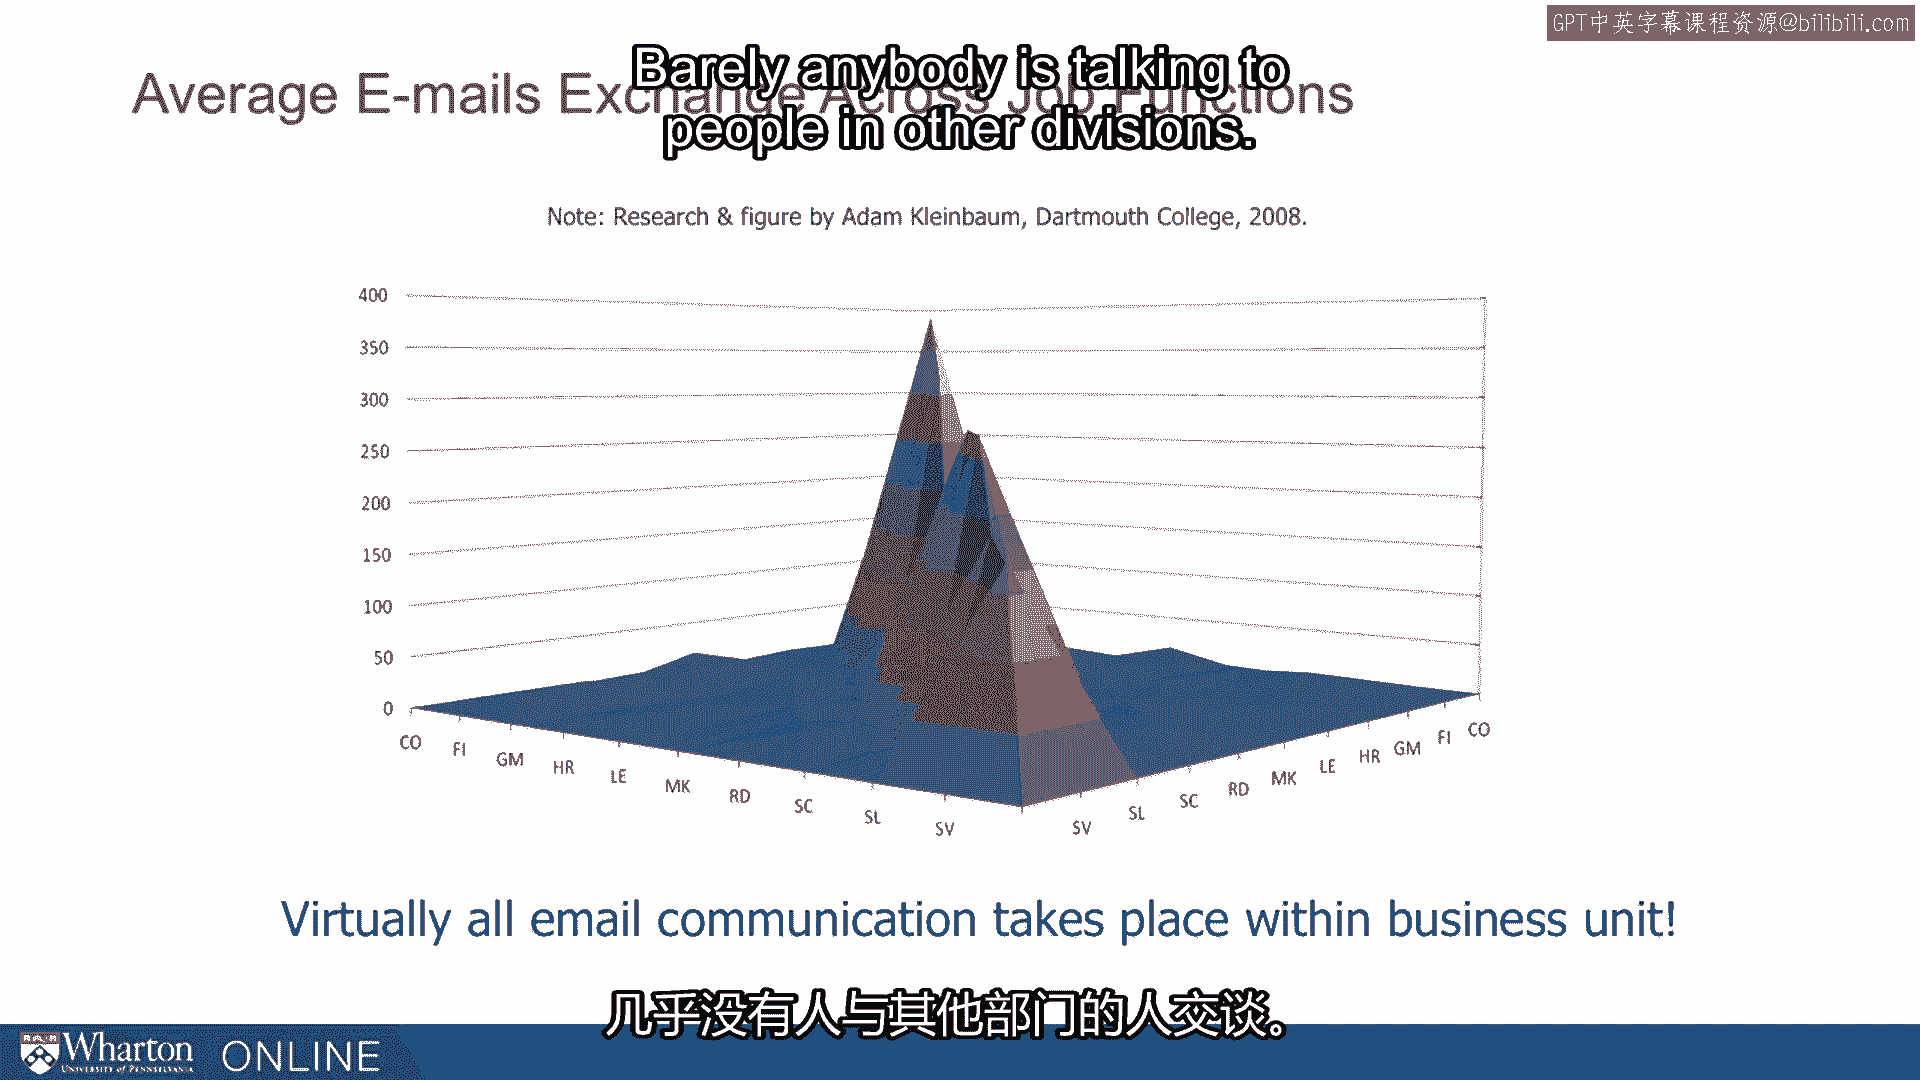 GPT中英字幕课程资源@bilibili.com
Barely anybody is talking to
people in other divisions.
Average E-mails Exchange Across Job Functions
Note: Research & figure by Adam Kleinbaum, Dartmouth College, 2008.
400
350
300
250
200
150
100
50
0
CO FI GM HR LE MK RD SC SL SV
SV SL SC RD MK LE HR GM FI CO
Virtually all email communication takes place within business unit!
几乎没有人与其他部门的人交谈。
Wharton ONLINE
UNIVERSITY of PENNSYLVANIA